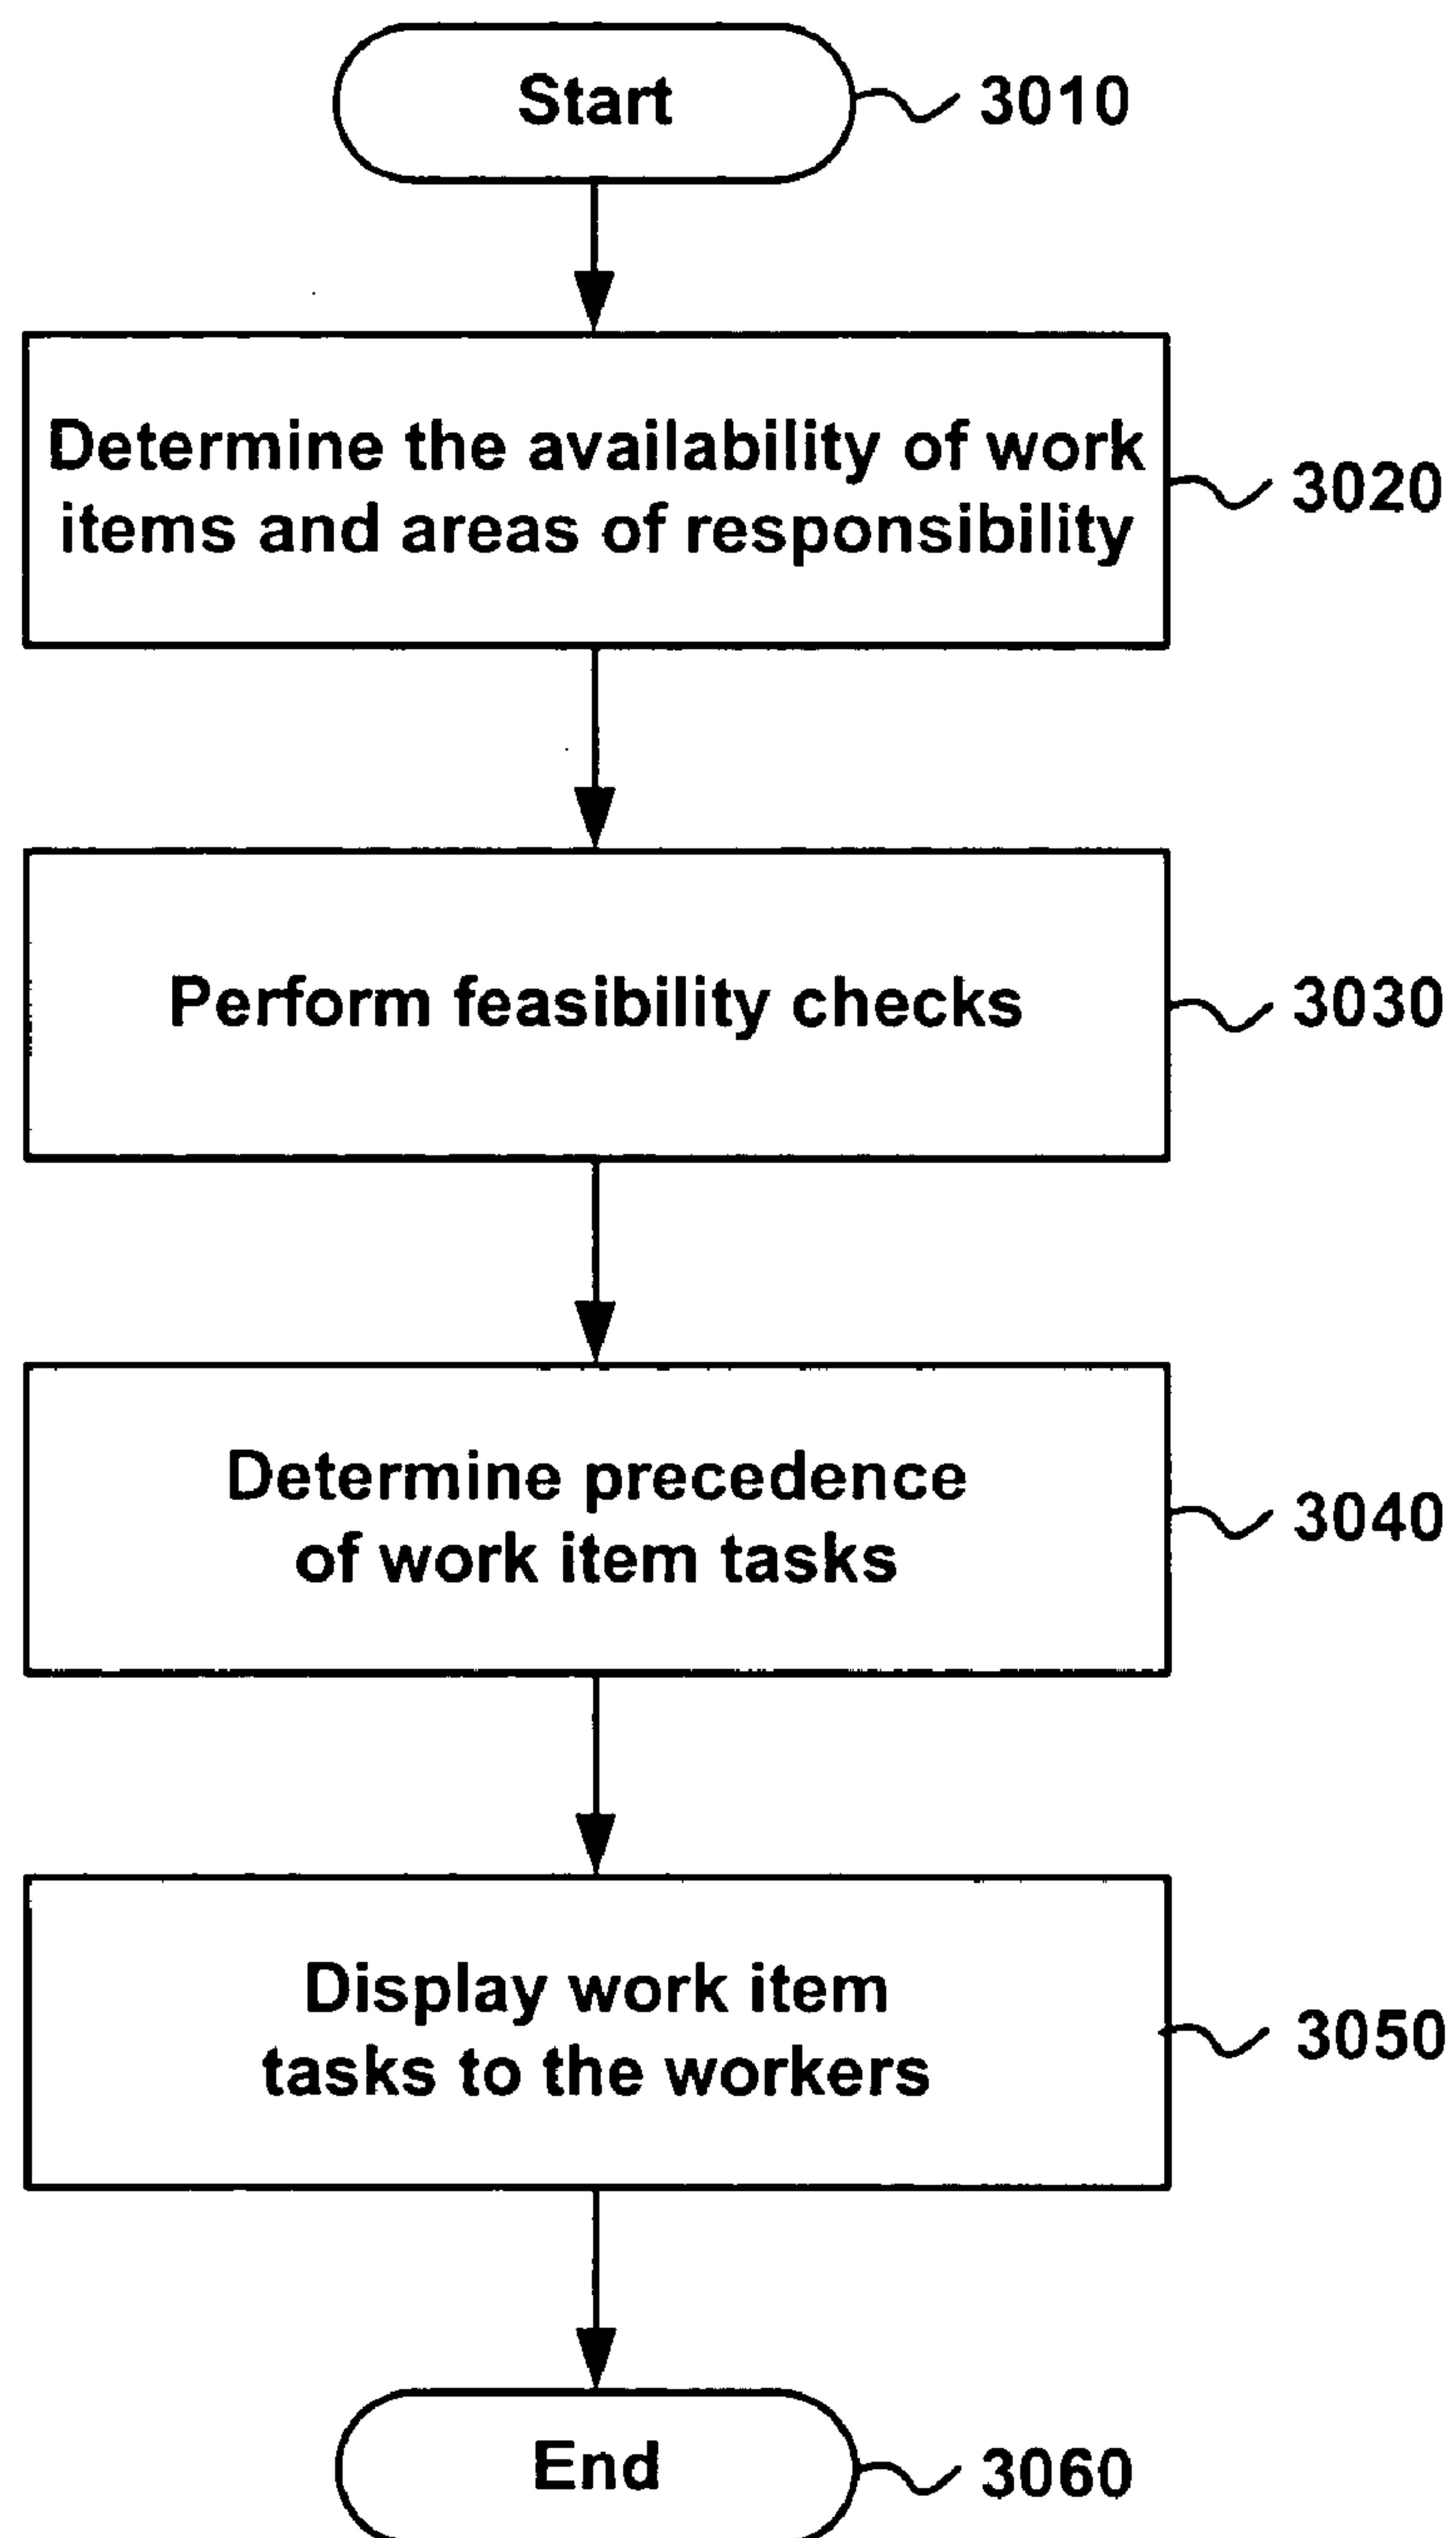 Start
3010
Determine the availability of work
items and areas of responsibility
3020
Perform feasibility checks
3030
Determine precedence
of work item tasks
3040
Display work item
tasks to the workers
3050
End
3060